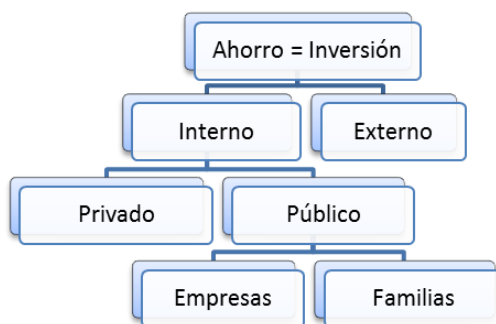 Ahorro = Inversión
Interno
Externo
Privado
Público
Empresas
Familias